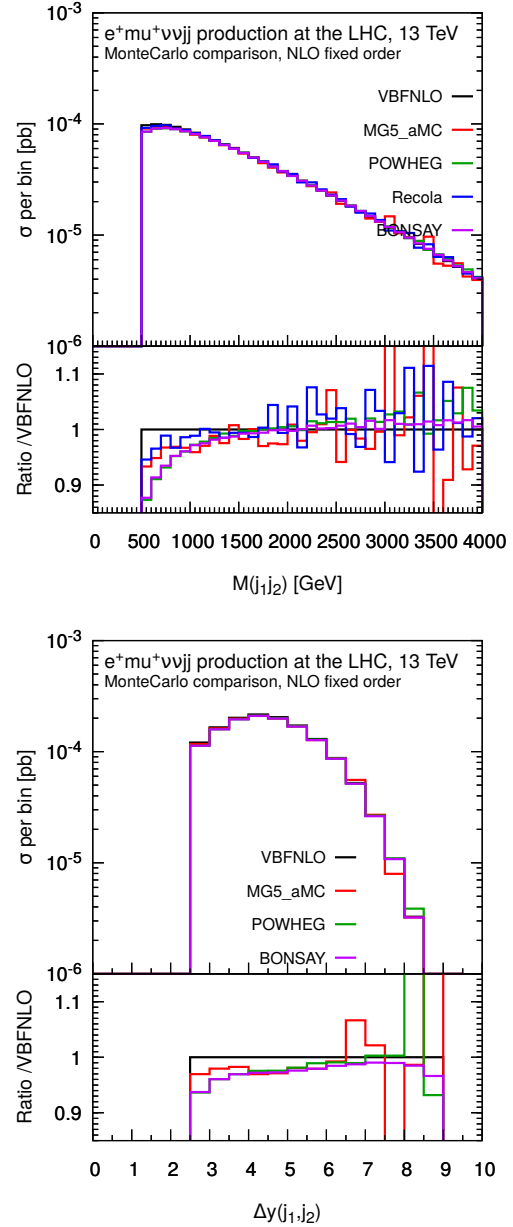 10⁻³
e⁺mu⁺ννjj production at the LHC, 13 TeV
MonteCarlo comparison, NLO fixed order
VBFNLO
10⁻⁴
MG5_aMC
POWHEG
Recola
10⁻⁵
BONSAY
σ per bin [pb]
10⁻⁶
1.1
1
0.9
Ratio /VBFNLO
0 500 1000 1500 2000 2500 3000 3500 4000
M(j₁j₂) [GeV]
10⁻³
e⁺mu⁺ννjj production at the LHC, 13 TeV
MonteCarlo comparison, NLO fixed order
10⁻⁴
σ per bin [pb]
VBFNLO
10⁻⁵
MG5_aMC
POWHEG
BONSAY
10⁻⁶
1.1
1
0.9
Ratio /VBFNLO
0 1 2 3 4 5 6 7 8 9 10
Δy(j₁,j₂)